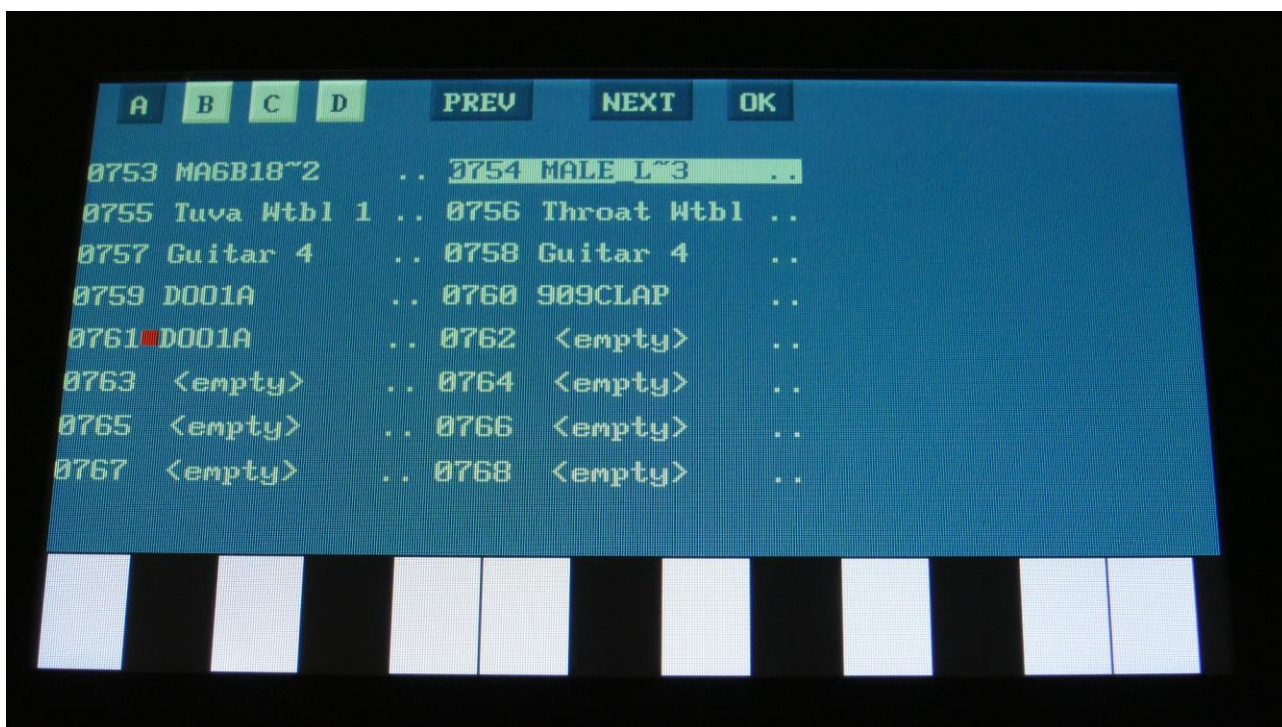 A B C D PREV NEXT OK
0753 MA6B18~2 .. 0754 MALE L~3 ..
0755 Tuva Wtbl 1 .. 0756 Throat Wtbl ..
0757 Guitar 4 .. 0758 Guitar 4 ..
0759 D001A .. 0760 909CLAP ..
0761 D001A .. 0762 <empty> ..
0763 <empty> .. 0764 <empty> ..
0765 <empty> .. 0766 <empty> ..
0767 <empty> .. 0768 <empty> ..